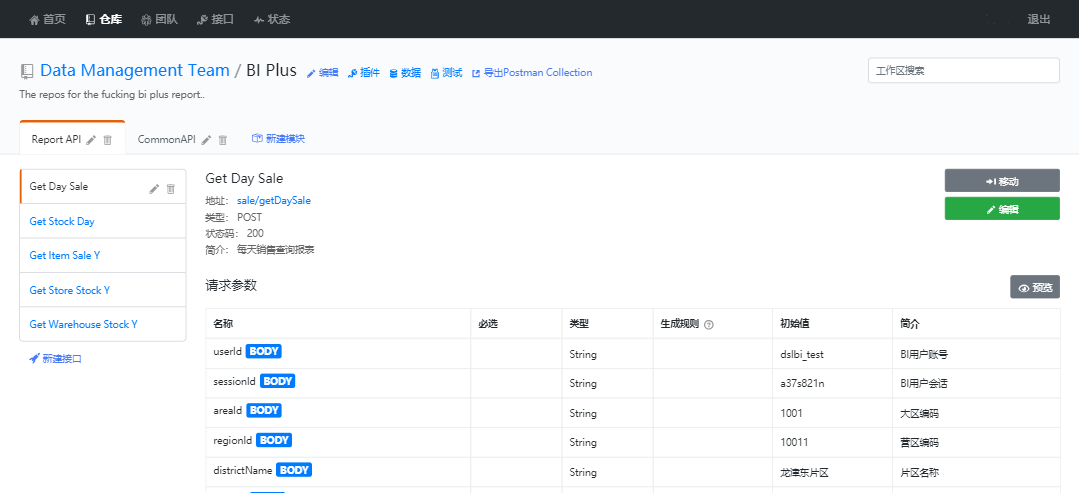 首页 仓库 团队 接口 状态 退出
Data Management Team / BI Plus 编辑 插件 数据 测试 导出Postman Collection 工作区搜索
The repos for the fucking bi plus report..
Report API CommonAPI 新建模块
Get Day Sale
Get Stock Day
Get Item Sale Y
Get Store Stock Y
Get Warehouse Stock Y
新建接口
Get Day Sale 移动
地址: sale/getDaySale 编辑
类型: POST
状态码: 200
简介: 每天销售查询报表
请求参数 预览
名称 必选 类型 生成规则 初始值 简介
userId BODY String dslbi_test BI用户账号
sessionId BODY String a37s821n BI用户会话
areaId BODY String 1001 大区编码
regionId BODY String 10011 营区编码
districtName BODY String 龙津东片区 片区名称